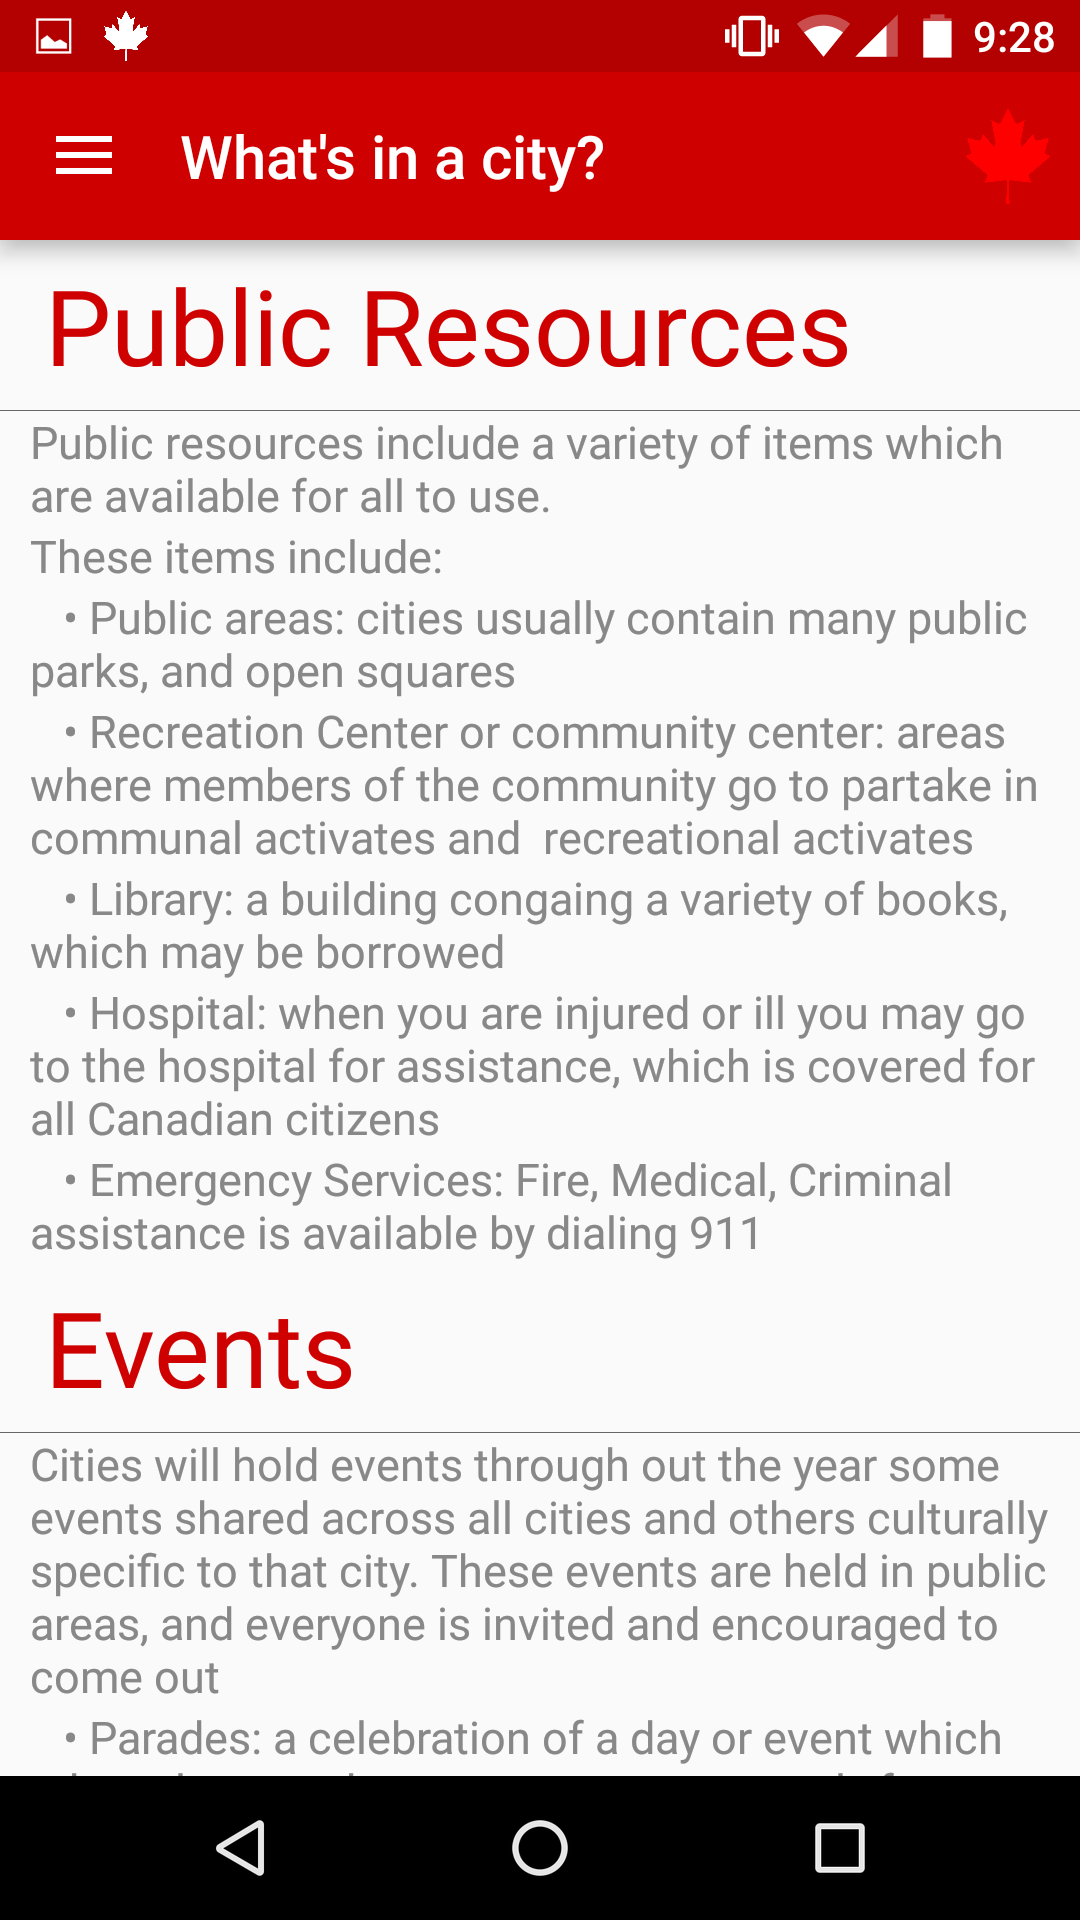 9:28
What's in a city?
Public Resources
Public resources include a variety of items which
are available for all to use.
These items include:
• Public areas: cities usually contain many public
parks, and open squares
• Recreation Center or community center: areas
where members of the community go to partake in
communal activates and  recreational activates
• Library: a building congaing a variety of books,
which may be borrowed
• Hospital: when you are injured or ill you may go
to the hospital for assistance, which is covered for
all Canadian citizens
• Emergency Services: Fire, Medical, Criminal
assistance is available by dialing 911
Events
Cities will hold events through out the year some
events shared across all cities and others culturally
specific to that city. These events are held in public
areas, and everyone is invited and encouraged to
come out
• Parades: a celebration of a day or event which